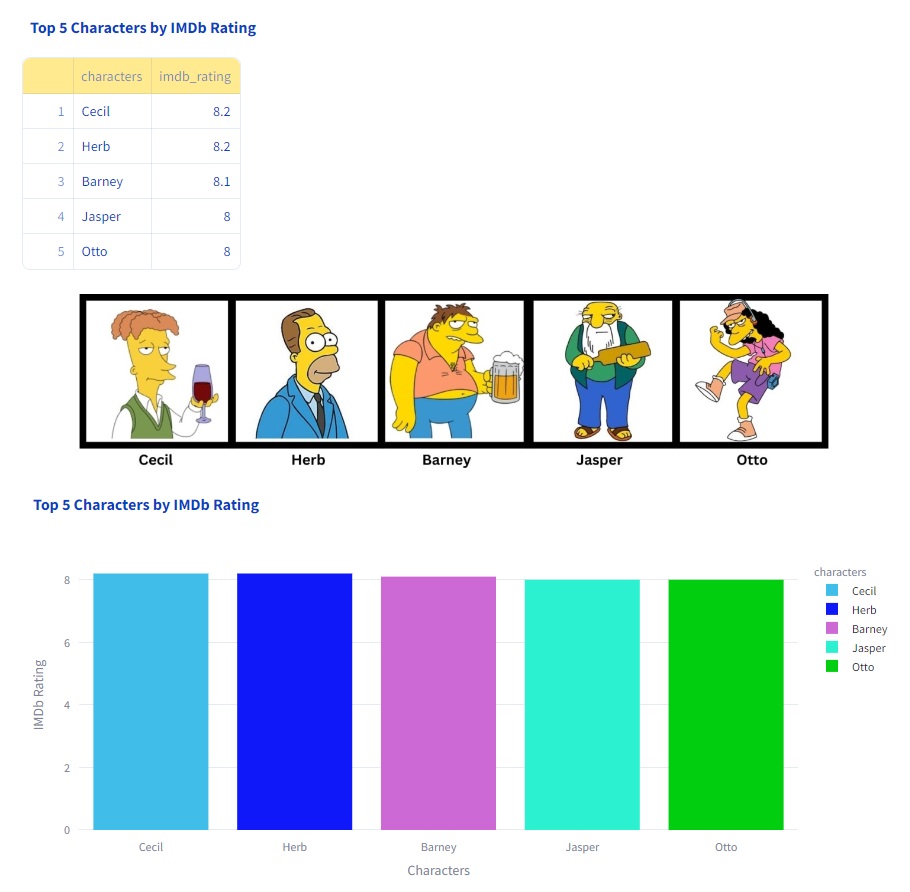 Top 5 Characters by IMDb Rating
characters imdb_rating
1 Cecil 8.2
2 Herb 8.2
3 Barney 8.1
4 Jasper 8
5 Otto 8
Cecil Herb Barney Jasper Otto
Top 5 Characters by IMDb Rating
characters
Cecil
Herb
Barney
Jasper
Otto
IMDb Rating
8
6
4
2
0
Cecil Herb Barney Jasper Otto
Characters